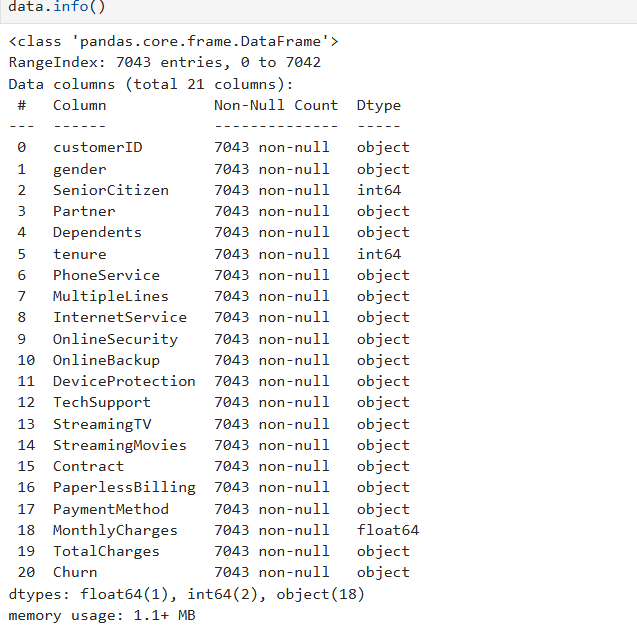 data.info()
<class 'pandas.core.frame.DataFrame'>
RangeIndex: 7043 entries, 0 to 7042
Data columns (total 21 columns):
 #   Column            Non-Null Count  Dtype
---  ------            --------------  -----
 0   customerID        7043 non-null   object
 1   gender            7043 non-null   object
 2   SeniorCitizen     7043 non-null   int64
 3   Partner           7043 non-null   object
 4   Dependents        7043 non-null   object
 5   tenure            7043 non-null   int64
 6   PhoneService      7043 non-null   object
 7   MultipleLines     7043 non-null   object
 8   InternetService   7043 non-null   object
 9   OnlineSecurity    7043 non-null   object
 10  OnlineBackup      7043 non-null   object
 11  DeviceProtection  7043 non-null   object
 12  TechSupport       7043 non-null   object
 13  StreamingTV       7043 non-null   object
 14  StreamingMovies   7043 non-null   object
 15  Contract          7043 non-null   object
 16  PaperlessBilling  7043 non-null   object
 17  PaymentMethod     7043 non-null   object
 18  MonthlyCharges    7043 non-null   float64
 19  TotalCharges      7043 non-null   object
 20  Churn             7043 non-null   object
dtypes: float64(1), int64(2), object(18)
memory usage: 1.1+ MB